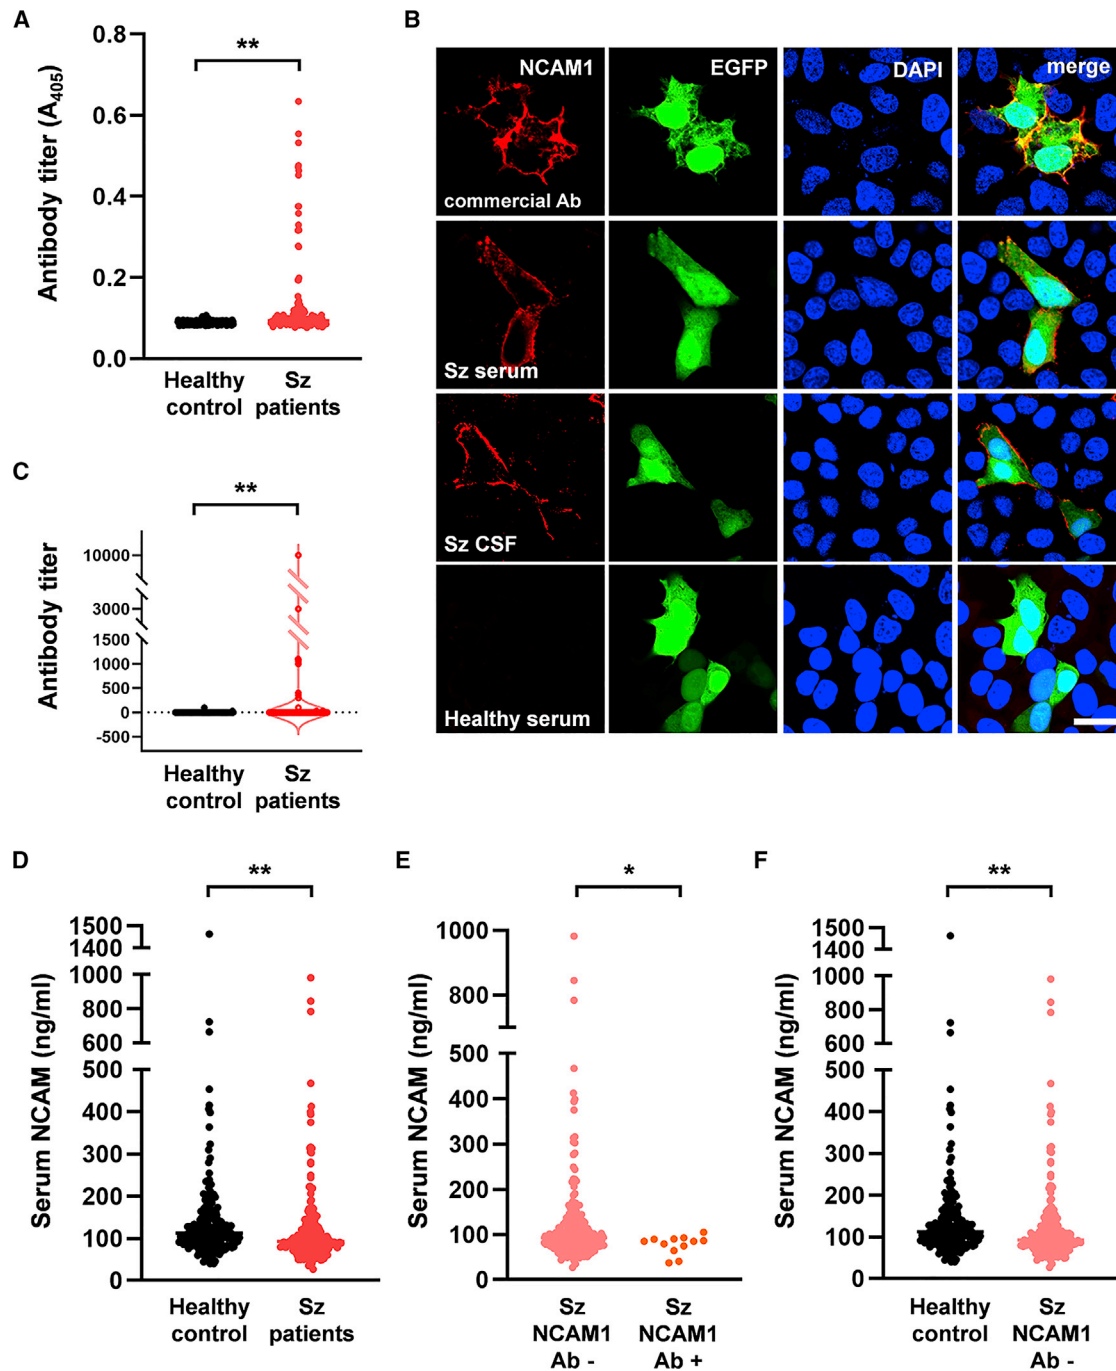 A
**
Antibody titer (A405)
0.8
0.6
0.4
0.2
0.0
Healthy
control
Sz
patients
B
NCAM1
EGFP
DAPI
merge
commercial Ab
Sz serum
Sz CSF
Healthy serum
C
**
Antibody titer
10000
3000
1500
1000
500
0
-500
Healthy
control
Sz
patients
D
**
Serum NCAM (ng/ml)
1500
1400
1000
800
600
500
400
300
200
100
0
Healthy
control
Sz
patients
E
*
Serum NCAM (ng/ml)
1000
800
500
400
300
200
100
0
Sz
NCAM1
Ab -
Sz
NCAM1
Ab +
F
**
Serum NCAM (ng/ml)
1500
1400
1000
800
600
500
400
300
200
100
0
Healthy
control
Sz
NCAM1
Ab -